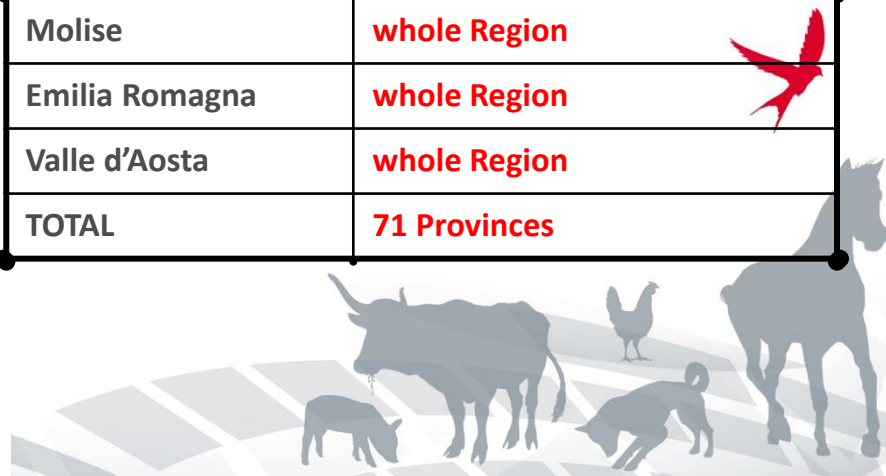 Molise whole Region
Emilia Romagna whole Region
Valle d’Aosta whole Region
TOTAL 71 Provinces